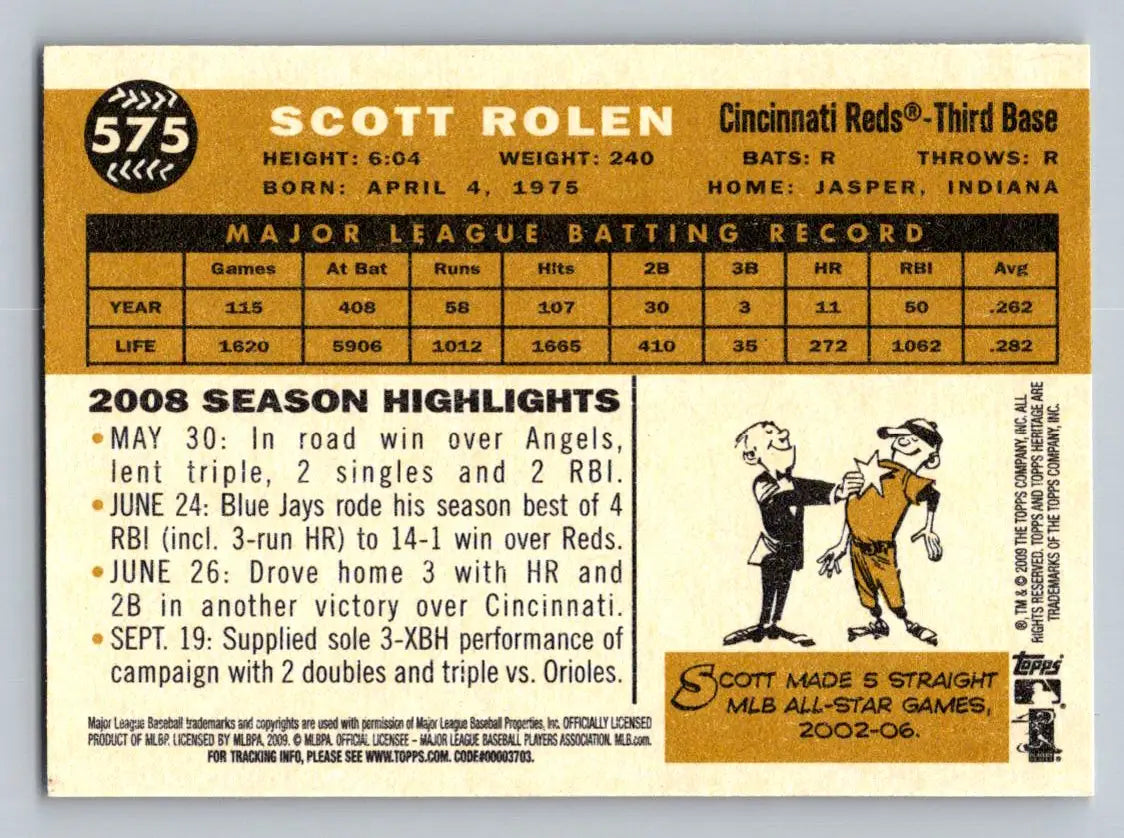 575
SCOTT ROLEN
Cincinnati Reds®-Third Base
HEIGHT: 6:04 WEIGHT: 240 BATS: R THROWS: R
BORN: APRIL 4, 1975 HOME: JASPER, INDIANA
MAJOR LEAGUE BATTING RECORD
Games At Bat Runs Hits 2B 3B HR RBI Avg
YEAR 115 408 58 107 30 3 11 50 .262
LIFE 1620 5906 1012 1665 410 35 272 1062 .282
2008 SEASON HIGHLIGHTS
• MAY 30: In road win over Angels,
lent triple, 2 singles and 2 RBI.
• JUNE 24: Blue Jays rode his season best of 4
RBI (incl. 3-run HR) to 14-1 win over Reds.
• JUNE 26: Drove home 3 with HR and
2B in another victory over Cincinnati.
• SEPT. 19: Supplied sole 3-XBH performance of
campaign with 2 doubles and triple vs. Orioles.
Major League Baseball trademarks and copyrights are used with permission of Major League Baseball Properties, Inc. OFFICIALLY LICENSED
PRODUCT OF MLBP. LICENSED BY MLBPA, 2009. © MLBPA. OFFICIAL LICENSEE – MAJOR LEAGUE BASEBALL PLAYERS ASSOCIATION. MLB.com.
FOR TRACKING INFO, PLEASE SEE WWW.TOPPS.COM. CODE#00003703.
SCOTT MADE 5 STRAIGHT
MLB ALL-STAR GAMES,
2002-06.
®, TM & © 2009 THE TOPPS COMPANY, INC. ALL
RIGHTS RESERVED. TOPPS AND TOPPS HERITAGE ARE
TRADEMARKS OF THE TOPPS COMPANY, INC.
topps